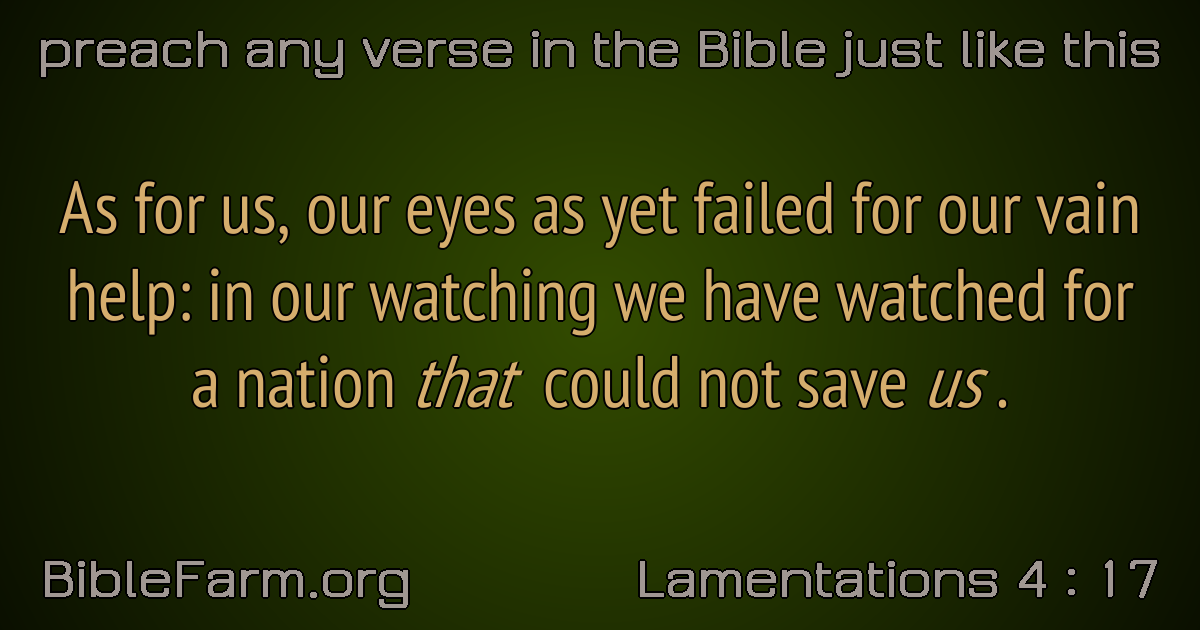 preach any verse in the Bible just like this
As for us, our eyes as yet failed for our vain
help: in our watching we have watched for
a nation that could not save us .
BibleFarm.org
Lamentations 4 : 17